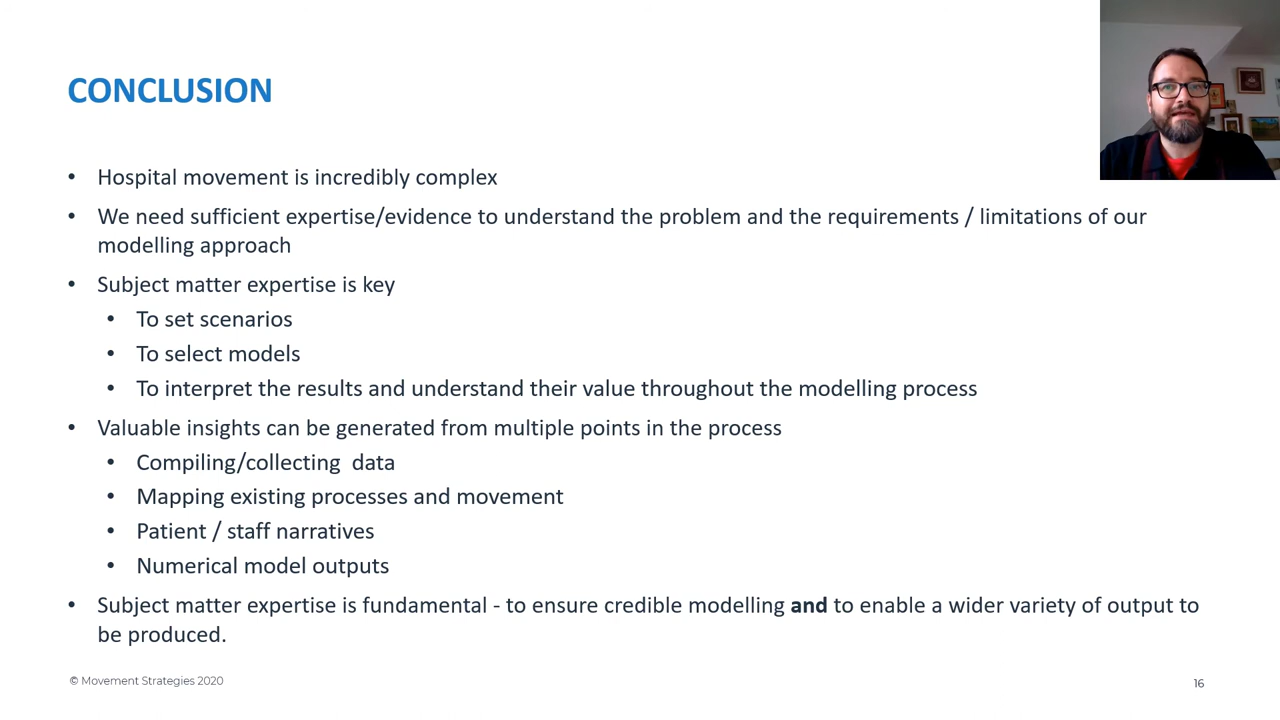 CONCLUSION
• Hospital movement is incredibly complex
• We need sufficient expertise/evidence to understand the problem and the requirements / limitations of our
modelling approach
• Subject matter expertise is key
• To set scenarios
• To select models
• To interpret the results and understand their value throughout the modelling process
• Valuable insights can be generated from multiple points in the process
• Compiling/collecting  data
• Mapping existing processes and movement
• Patient / staff narratives
• Numerical model outputs
• Subject matter expertise is fundamental - to ensure credible modelling and to enable a wider variety of output to
be produced.
© Movement Strategies 2020
16